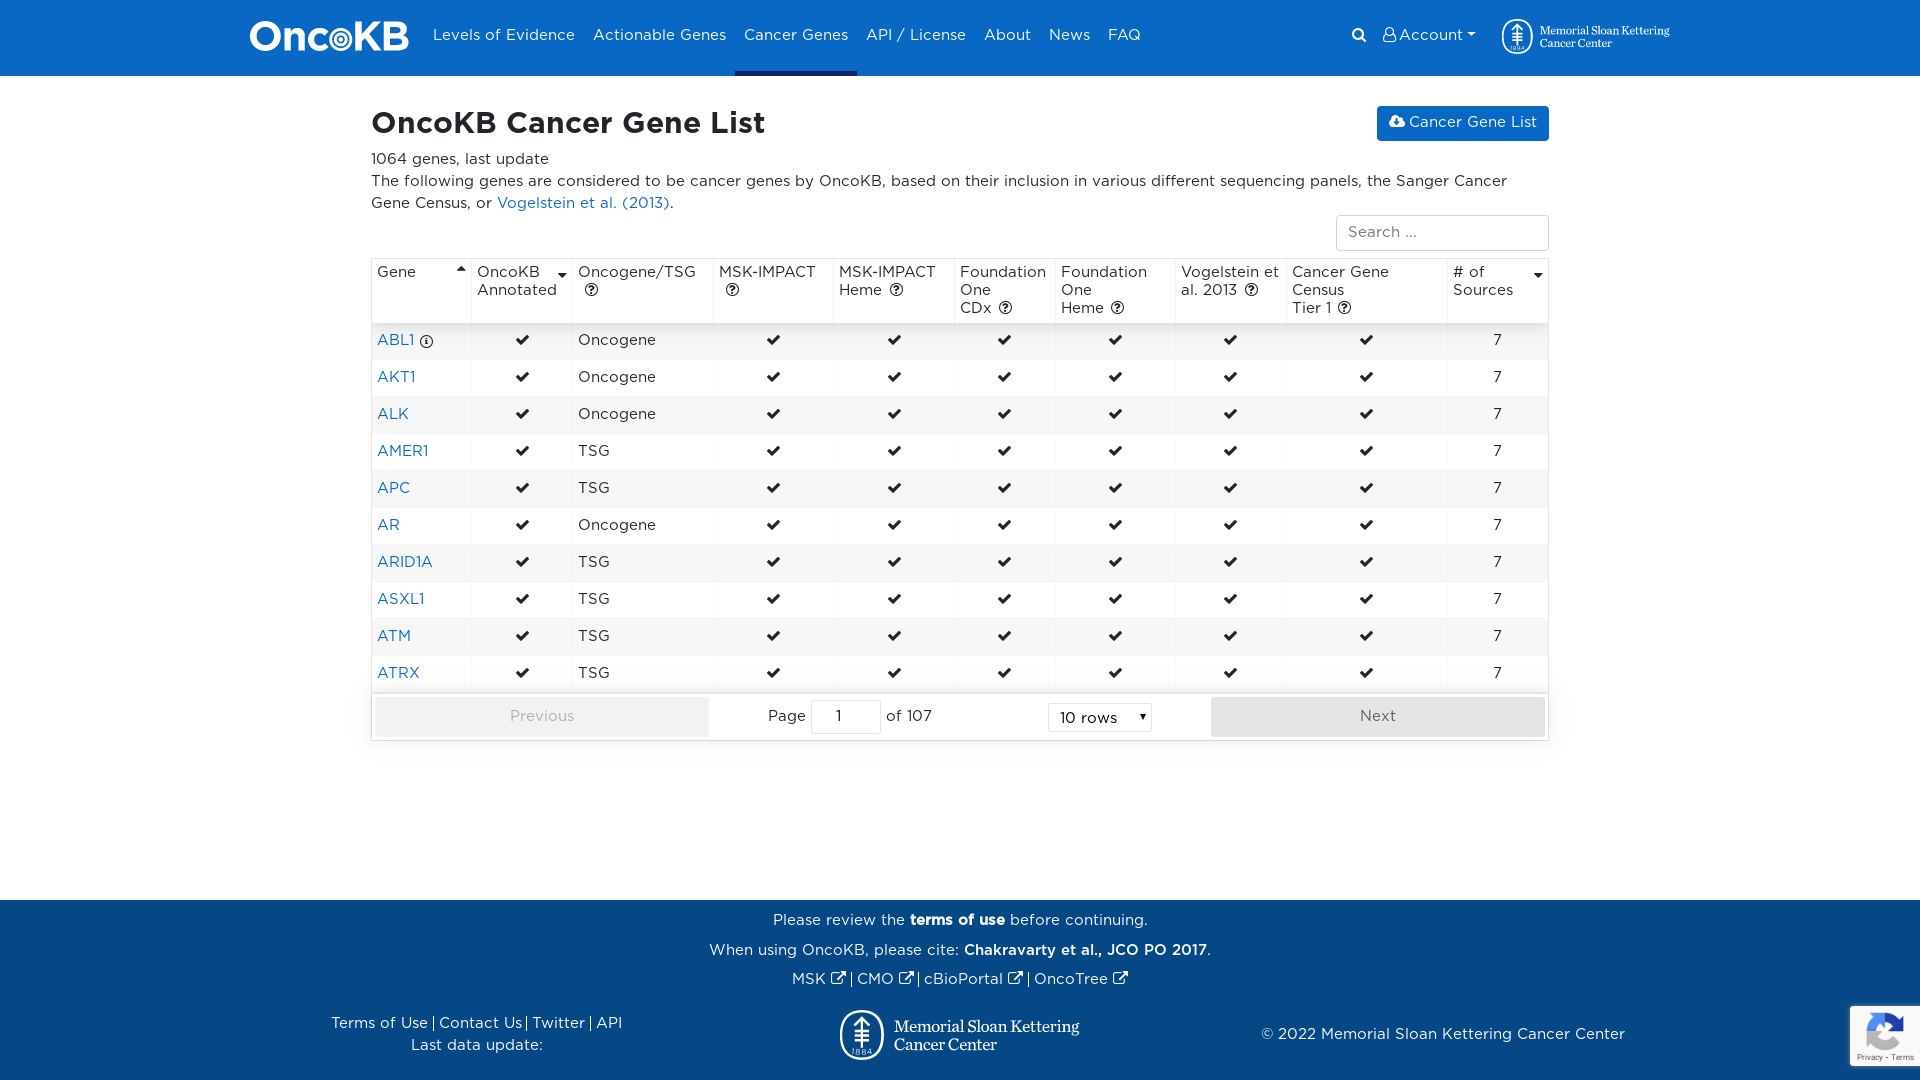 OncoKB Levels of Evidence Actionable Genes Cancer Genes API / License About News FAQ Account Memorial Sloan Kettering Cancer Center 1884
OncoKB Cancer Gene List
Cancer Gene List
1064 genes, last update
The following genes are considered to be cancer genes by OncoKB, based on their inclusion in various different sequencing panels, the Sanger Cancer
Gene Census, or Vogelstein et al. (2013).
Search ...
Gene OncoKB Annotated Oncogene/TSG MSK-IMPACT MSK-IMPACT Heme Foundation One CDx Foundation One Heme Vogelstein et al. 2013 Cancer Gene Census Tier 1 # of Sources
ABL1 ✔ Oncogene ✔ ✔ ✔ ✔ ✔ ✔ 7
AKT1 ✔ Oncogene ✔ ✔ ✔ ✔ ✔ ✔ 7
ALK ✔ Oncogene ✔ ✔ ✔ ✔ ✔ ✔ 7
AMER1 ✔ TSG ✔ ✔ ✔ ✔ ✔ ✔ 7
APC ✔ TSG ✔ ✔ ✔ ✔ ✔ ✔ 7
AR ✔ Oncogene ✔ ✔ ✔ ✔ ✔ ✔ 7
ARID1A ✔ TSG ✔ ✔ ✔ ✔ ✔ ✔ 7
ASXL1 ✔ TSG ✔ ✔ ✔ ✔ ✔ ✔ 7
ATM ✔ TSG ✔ ✔ ✔ ✔ ✔ ✔ 7
ATRX ✔ TSG ✔ ✔ ✔ ✔ ✔ ✔ 7
Previous Page 1 of 107 10 rows Next
Please review the terms of use before continuing.
When using OncoKB, please cite: Chakravarty et al., JCO PO 2017.
MSK | CMO | cBioPortal | OncoTree
Terms of Use | Contact Us | Twitter | API
Last data update:
1884 Memorial Sloan Kettering
Cancer Center
© 2022 Memorial Sloan Kettering Cancer Center
Privacy - Terms